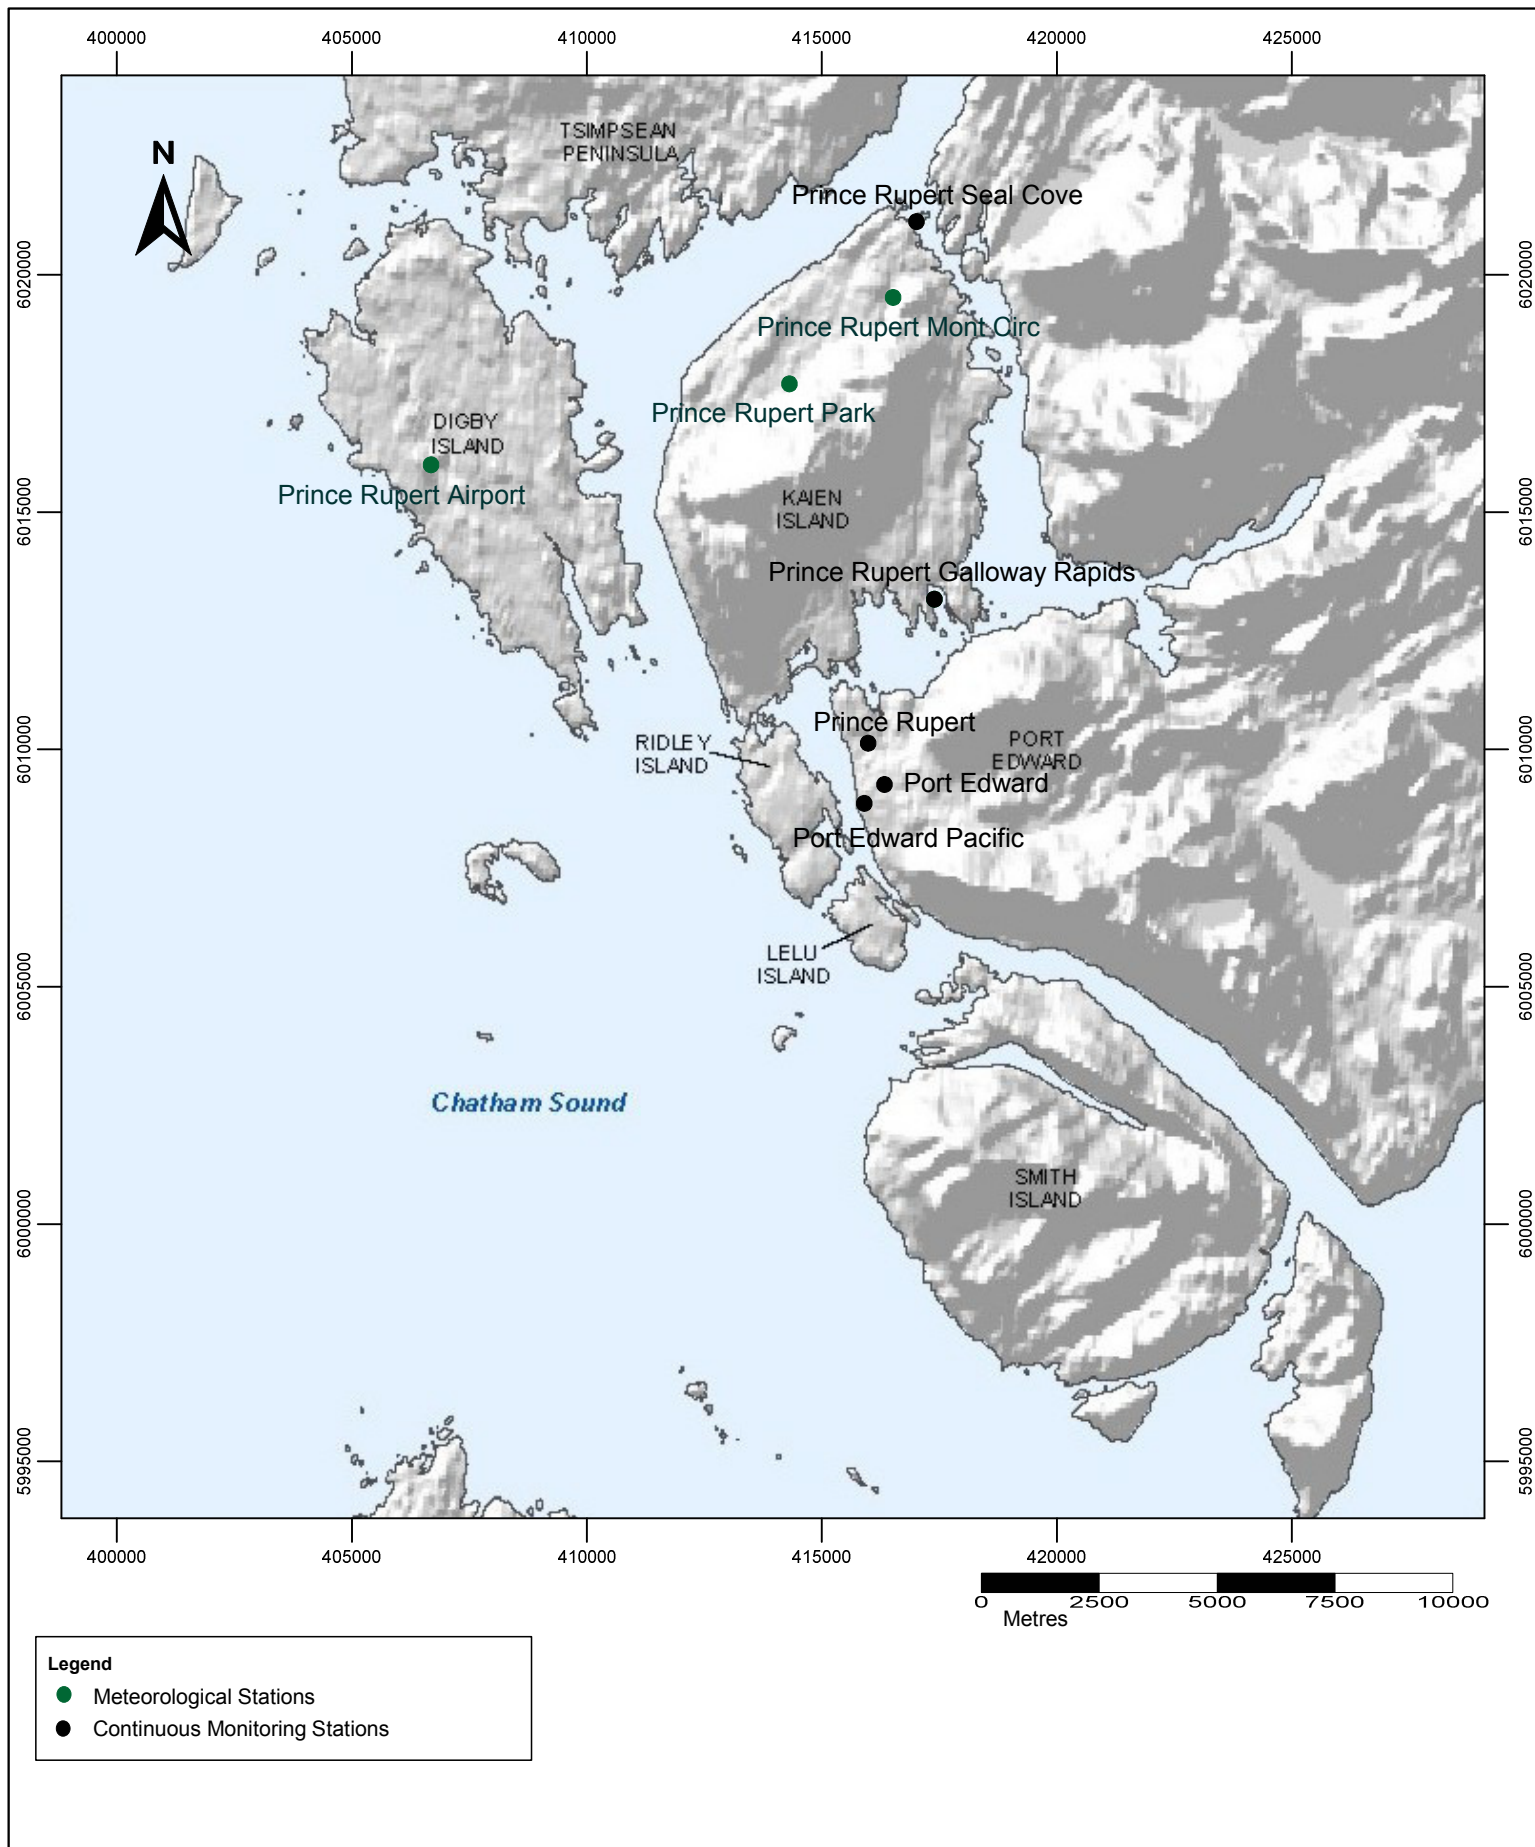 400000 405000 410000 415000 420000 425000
TSIMPSEAN
PENINSULA
N
Prince Rupert Seal Cove
6020000 6020000
Prince Rupert Mont Circ
Prince Rupert Park
DIGBY
ISLAND
Prince Rupert Airport
KAIEN
ISLAND
6015000 6015000
Prince Rupert Galloway Rapids
Prince Rupert
RIDLEY
ISLAND
PORT
EDWARD
6010000 6010000
Port Edward
Port Edward Pacific
LELU
ISLAND
6005000 6005000
Chatham Sound
SMITH
ISLAND
6000000 6000000
5995000 5995000
400000 405000 410000 415000 420000 425000
0 2500 5000 7500 10000
Metres
Legend
Meteorological Stations
Continuous Monitoring Stations